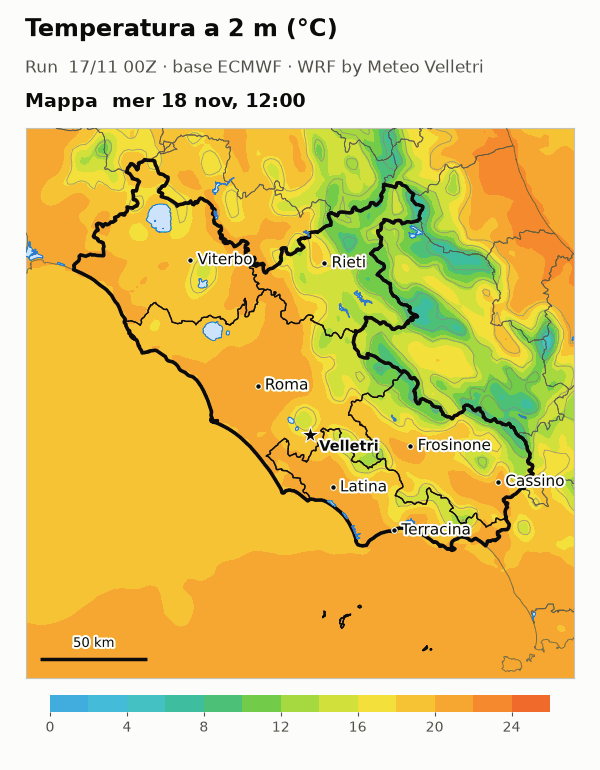 Temperatura a 2 m (°C)
Run  17/11 00Z · base ECMWF · WRF by Meteo Velletri
Mappa  mer 18 nov, 12:00
Viterbo
Rieti
Roma
Velletri
Frosinone
Cassino
Latina
Terracina
50 km
0 4 8 12 16 20 24